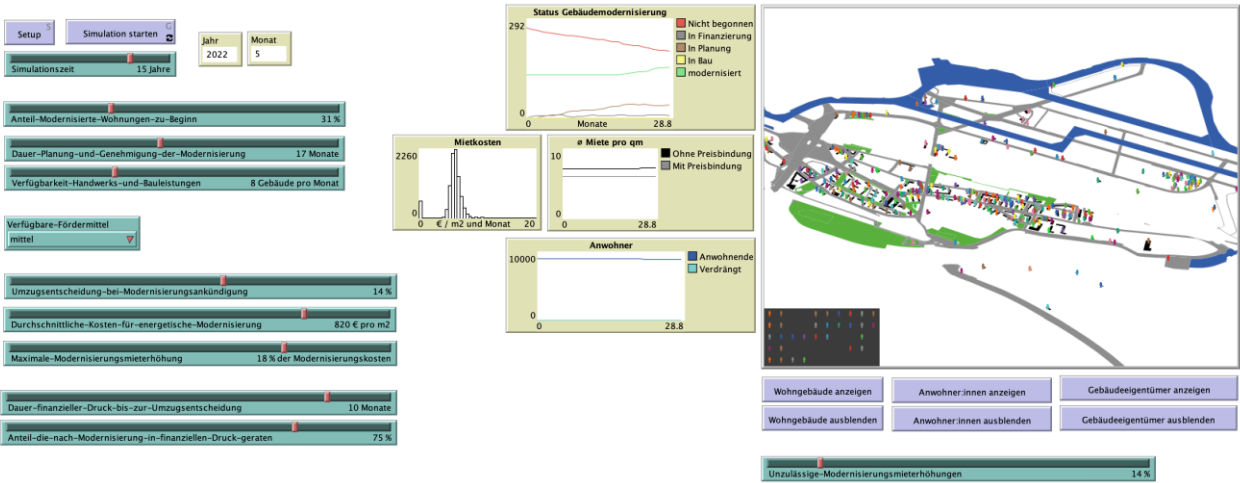 Setup
S
Simulation starten
G
Simulationszeit 15 Jahre
Jahr
2022
Monat
5
Anteil-Modernisierte-Wohnungen-zu-Beginn 31 %
Dauer-Planung-und-Genehmigung-der-Modernisierung 17 Monate
Verfügbarkeit-Handwerks-und-Bauleistungen 8 Gebäude pro Monat
Verfügbare-Fördermittel
mittel
Umzugsentscheidung-bei-Modernisierungsankündigung 14 %
Durchschnittliche-Kosten-für-energetische-Modernisierung 820 € pro m2
Maximale-Modernisierungsmieterhöhung 18 % der Modernisierungskosten
Dauer-finanzieller-Druck-bis-zur-Umzugsentscheidung 10 Monate
Anteil-die-nach-Modernisierung-in-finanziellen-Druck-geraten 75 %
Status Gebäudemodernisierung
292
0
0 Monate 28.8
Nicht begonnen
In Finanzierung
In Planung
In Bau
modernisiert
Mietkosten
2260
0
0 € / m2 und Monat 20
ø Miete pro qm
10
0
0 28.8
Ohne Preisbindung
Mit Preisbindung
Anwohner
10000
0
0 28.8
Anwohnende
Verdrängt
Wohngebäude anzeigen
Anwohner:innen anzeigen
Gebäudeeigentümer anzeigen
Wohngebäude ausblenden
Anwohner:innen ausblenden
Gebäudeeigentümer ausblenden
Unzulässige-Modernisierungsmieterhöhungen 14 %